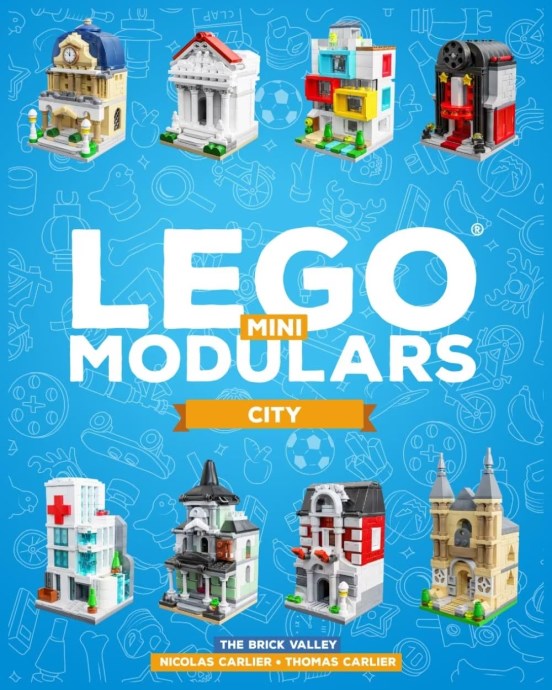 LEGO®
MINI
MODULARS
CITY
THE BRICK VALLEY
NICOLAS CARLIER • THOMAS CARLIER